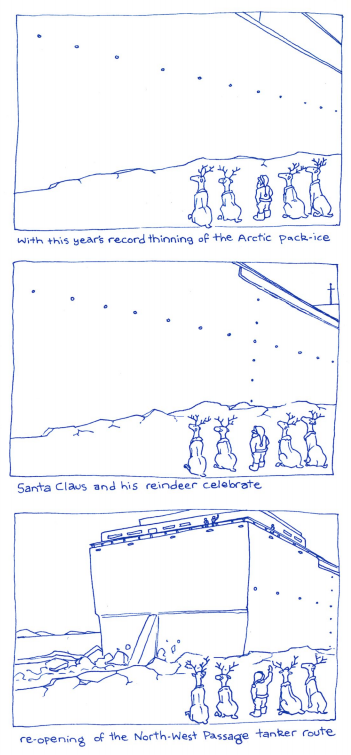 with this year's record thinning of the Arctic pack-ice
Santa Claus and his reindeer celebrate
re-opening of the North-West Passage tanker route